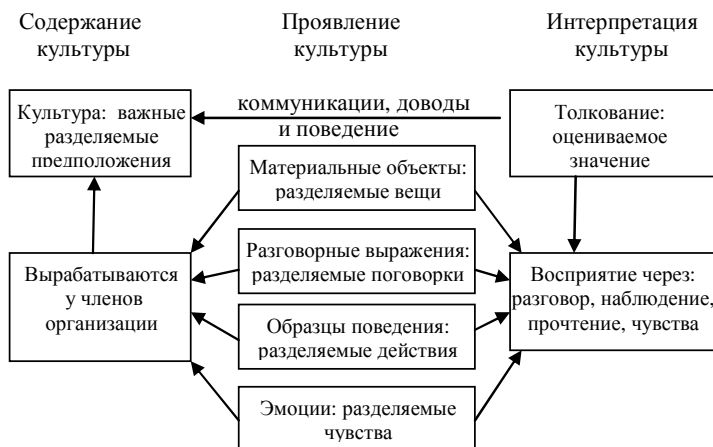 Содержание
культуры
Проявление
культуры
Интерпретация
культуры
Культура: важные
разделяемые
предположения
коммуникации, доводы
и поведение
Толкование:
оцениваемое
значение
Материальные объекты:
разделяемые вещи
Разговорные выражения:
разделяемые поговорки
Вырабатываются
у членов
организации
Восприятие через:
разговор, наблюдение,
прочтение, чувства
Образцы поведения:
разделяемые действия
Эмоции: разделяемые
чувства